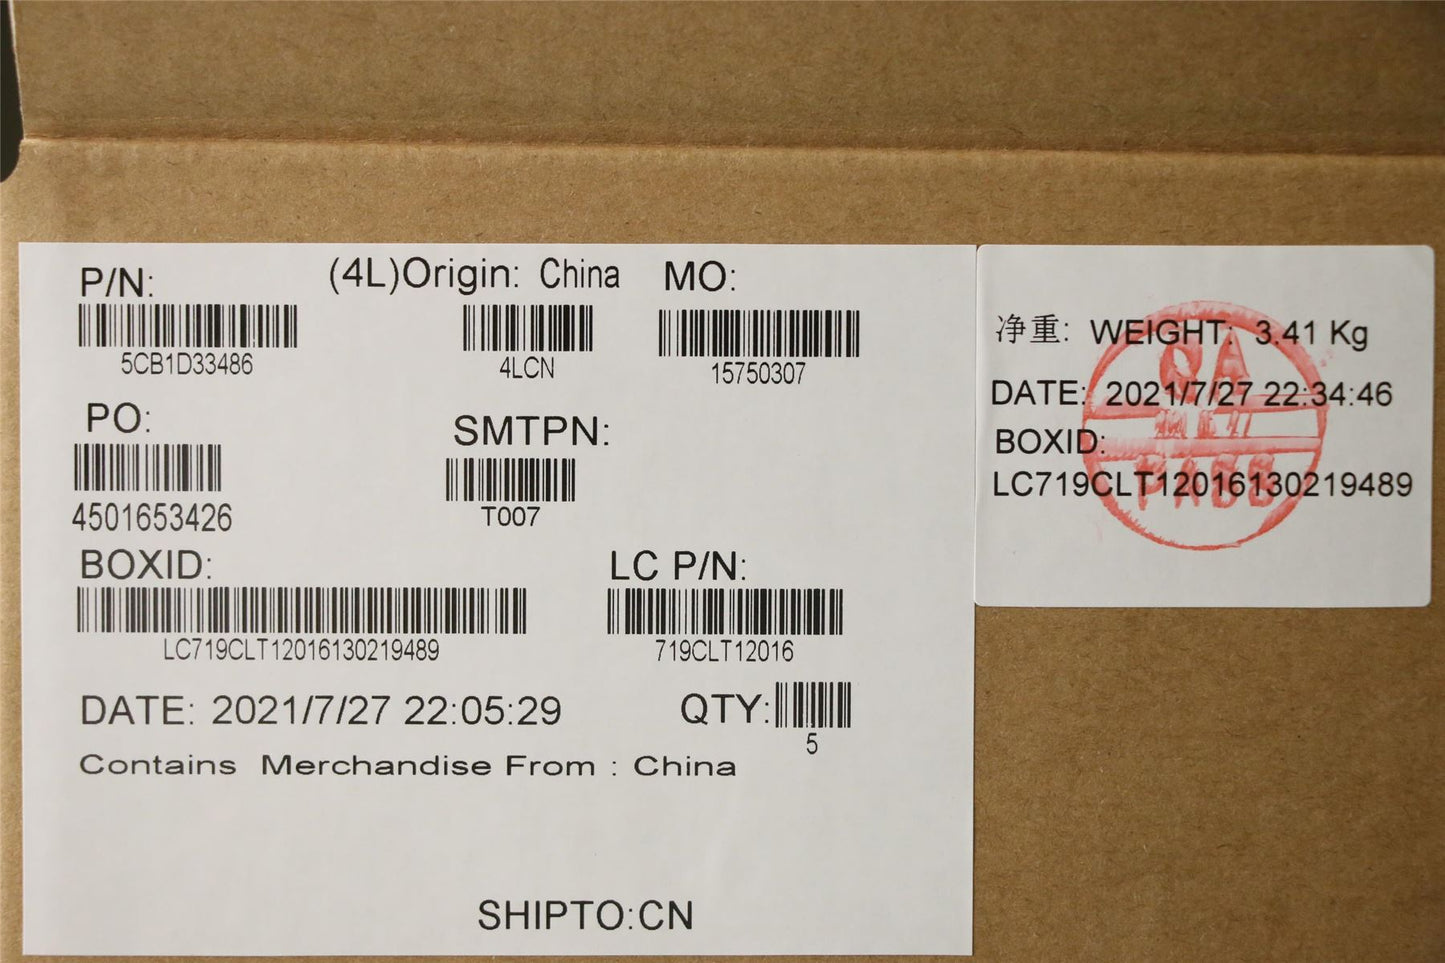 P/N:
(4L)Origin: China
MO:
5CB1D33486
4LCN
15750307
PO:
SMTPN:
4501653426
T007
BOXID:
LC P/N:
LC719CLT12016130219489
719CLT12016
DATE: 2021/7/27 22:05:29
QTY:
5
Contains Merchandise From : China
SHIPTO:CN
净重: WEIGHT: 3.41 Kg
DATE: 2021/7/27 22:34:46
BOXID:
LC719CLT12016130219489
QA